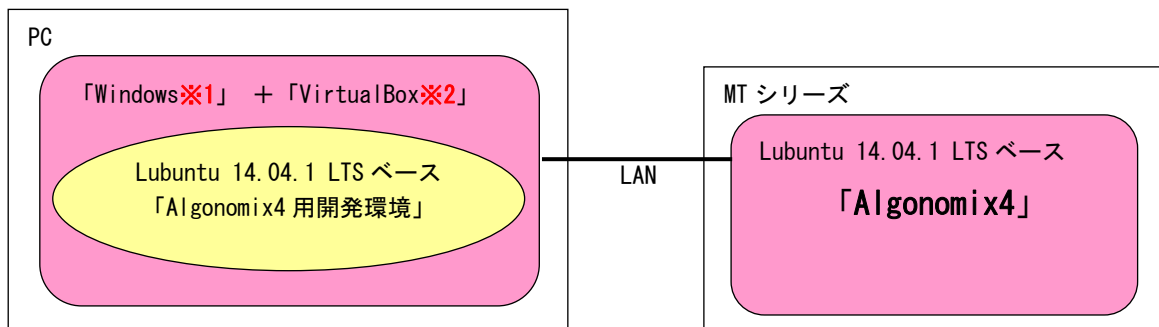 PC
「Windows※1」 +「VirtualBox※2」
Lubuntu 14.04.1 LTS ベース
「Algonomix4 用開発環境」
LAN
MT シリーズ
Lubuntu 14.04.1 LTS ベース
「Algonomix4」